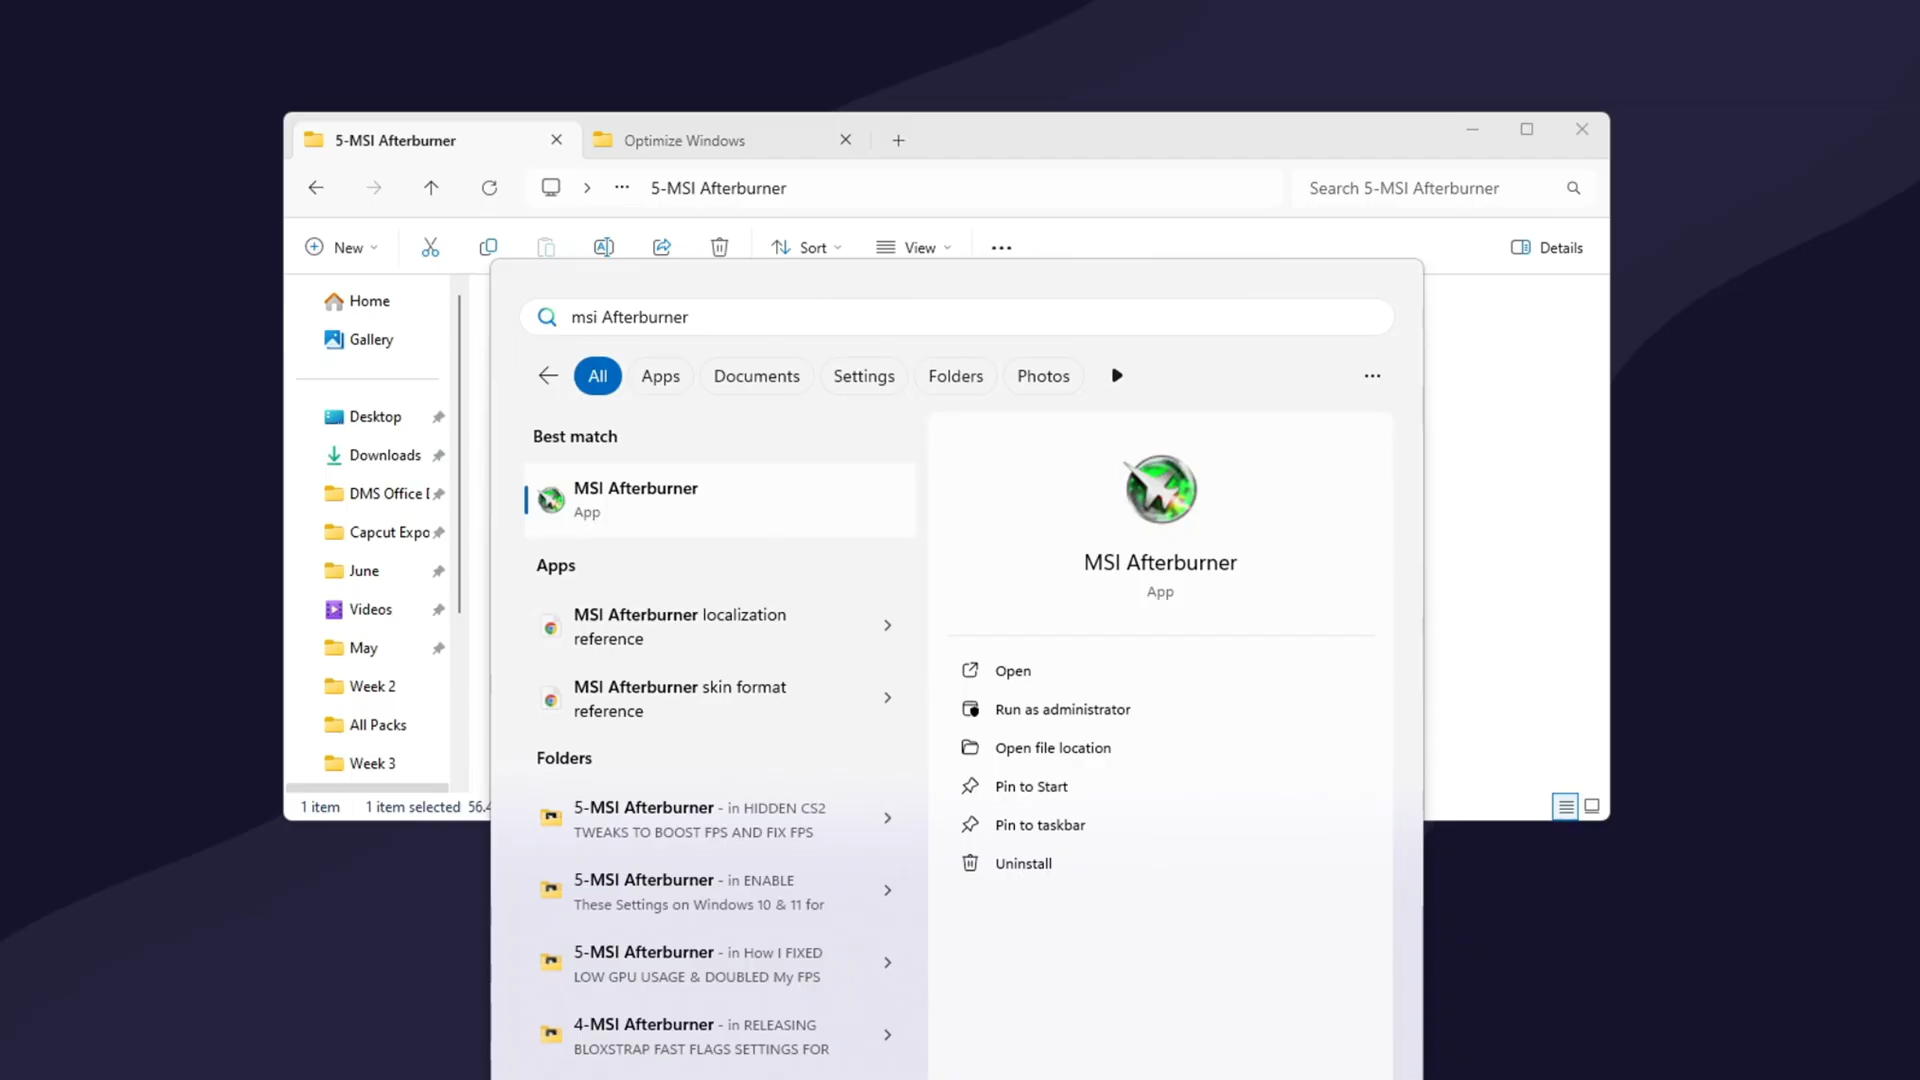 5-MSI Afterburner
Optimize Windows
5-MSI Afterburner
Search 5-MSI Afterburner
New
Sort
View
Details
Home
Gallery
Desktop
Downloads
DMS Office
Capcut Expo
June
Videos
May
Week 2
All Packs
Week 3
1 item
1 item selected 56.4
msi Afterburner
All
Apps
Documents
Settings
Folders
Photos
Best match
MSI Afterburner
App
Apps
MSI Afterburner localization
reference
MSI Afterburner skin format
reference
Folders
5-MSI Afterburner - in HIDDEN CS2
TWEAKS TO BOOST FPS AND FIX FPS
5-MSI Afterburner - in ENABLE
These Settings on Windows 10 & 11 for
5-MSI Afterburner - in How I FIXED
LOW GPU USAGE & DOUBLED My FPS
4-MSI Afterburner - in RELEASING
BLOXSTRAP FAST FLAGS SETTINGS FOR
MSI Afterburner
App
Open
Run as administrator
Open file location
Pin to Start
Pin to taskbar
Uninstall